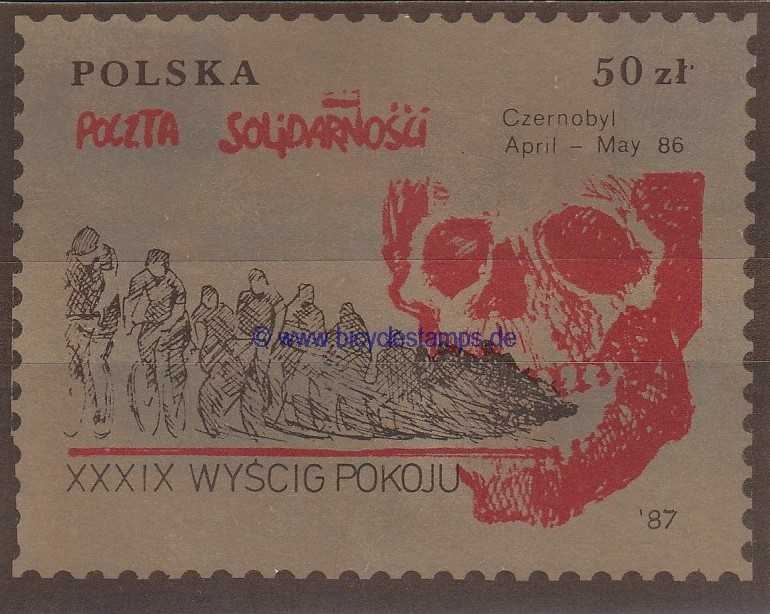 POLSKA 50 zł
POCZTA SOLIDARNOŚCI
Czernobyl
April – May 86
© www.bicyclestamps.de
XXXIX WYŚCIG POKOJU
'87